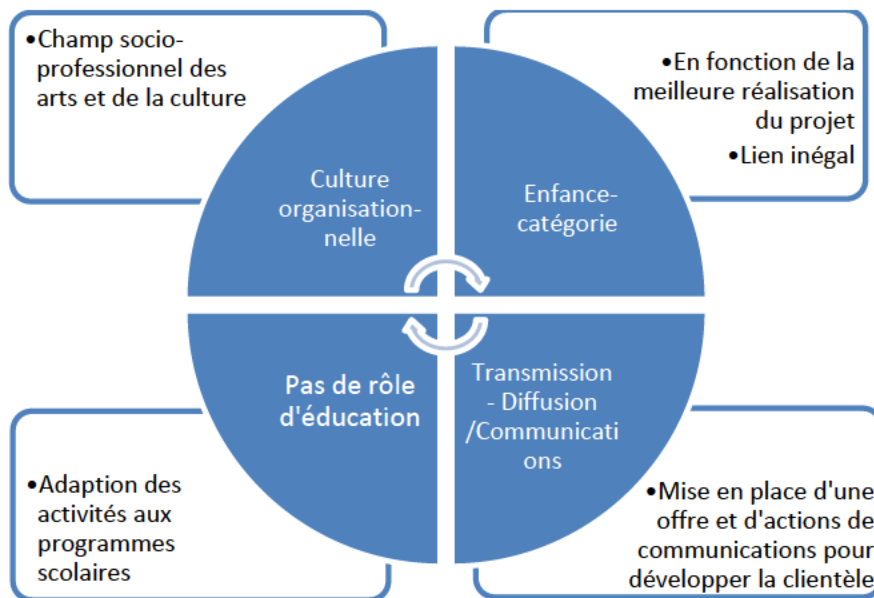 •Champ socio-
professionnel des
arts et de la culture
•En fonction de la
meilleure réalisation
du projet
•Lien inégal
Culture
organisation-
nelle
Enfance-
catégorie
Pas de rôle
d'éducation
Transmission
- Diffusion
/Communicati
ons
•Adaption des
activités aux
programmes
scolaires
•Mise en place d'une
offre et d'actions de
communications pour
développer la clientèle